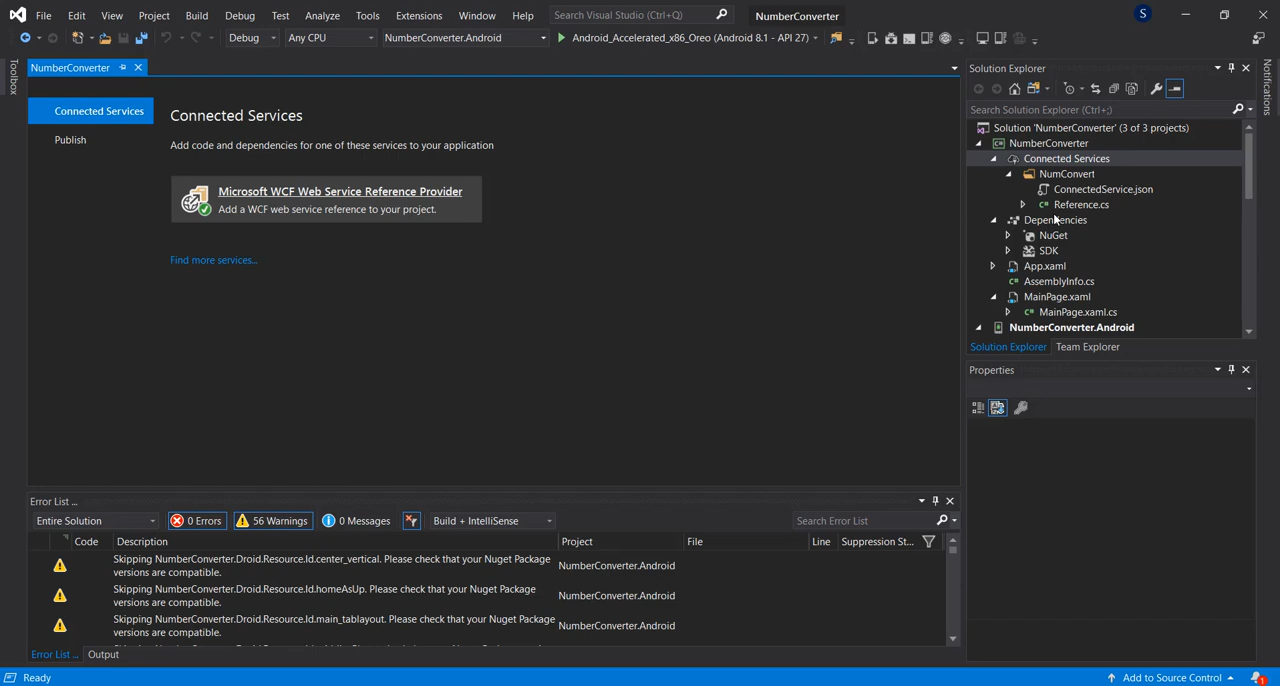 File Edit View Project Build Debug Test Analyze Tools Extensions Window Help Search Visual Studio (Ctrl+Q) NumberConverter S
Debug Any CPU NumberConverter.Android Android_Accelerated_x86_Oreo (Android 8.1 - API 27)
Toolbox
NumberConverter
Connected Services
Publish
Connected Services
Add code and dependencies for one of these services to your application
Microsoft WCF Web Service Reference Provider
Add a WCF web service reference to your project.
Find more services...
Solution Explorer
Search Solution Explorer (Ctrl+;)
Solution 'NumberConverter' (3 of 3 projects)
NumberConverter
Connected Services
NumConvert
ConnectedService.json
Reference.cs
Dependencies
NuGet
SDK
App.xaml
AssemblyInfo.cs
MainPage.xaml
MainPage.xaml.cs
NumberConverter.Android
Solution Explorer Team Explorer
Properties
Notifications
Error List ...
Entire Solution 0 Errors 56 Warnings 0 Messages Build + IntelliSense Search Error List
Code Description Project File Line Suppression St...
Skipping NumberConverter.Droid.Resource.Id.center_vertical. Please check that your Nuget Package
versions are compatible. NumberConverter.Android
Skipping NumberConverter.Droid.Resource.Id.homeAsUp. Please check that your Nuget Package
versions are compatible. NumberConverter.Android
Skipping NumberConverter.Droid.Resource.Id.main_tablayout. Please check that your Nuget Package
versions are compatible. NumberConverter.Android
Error List ... Output
Ready Add to Source Control 1